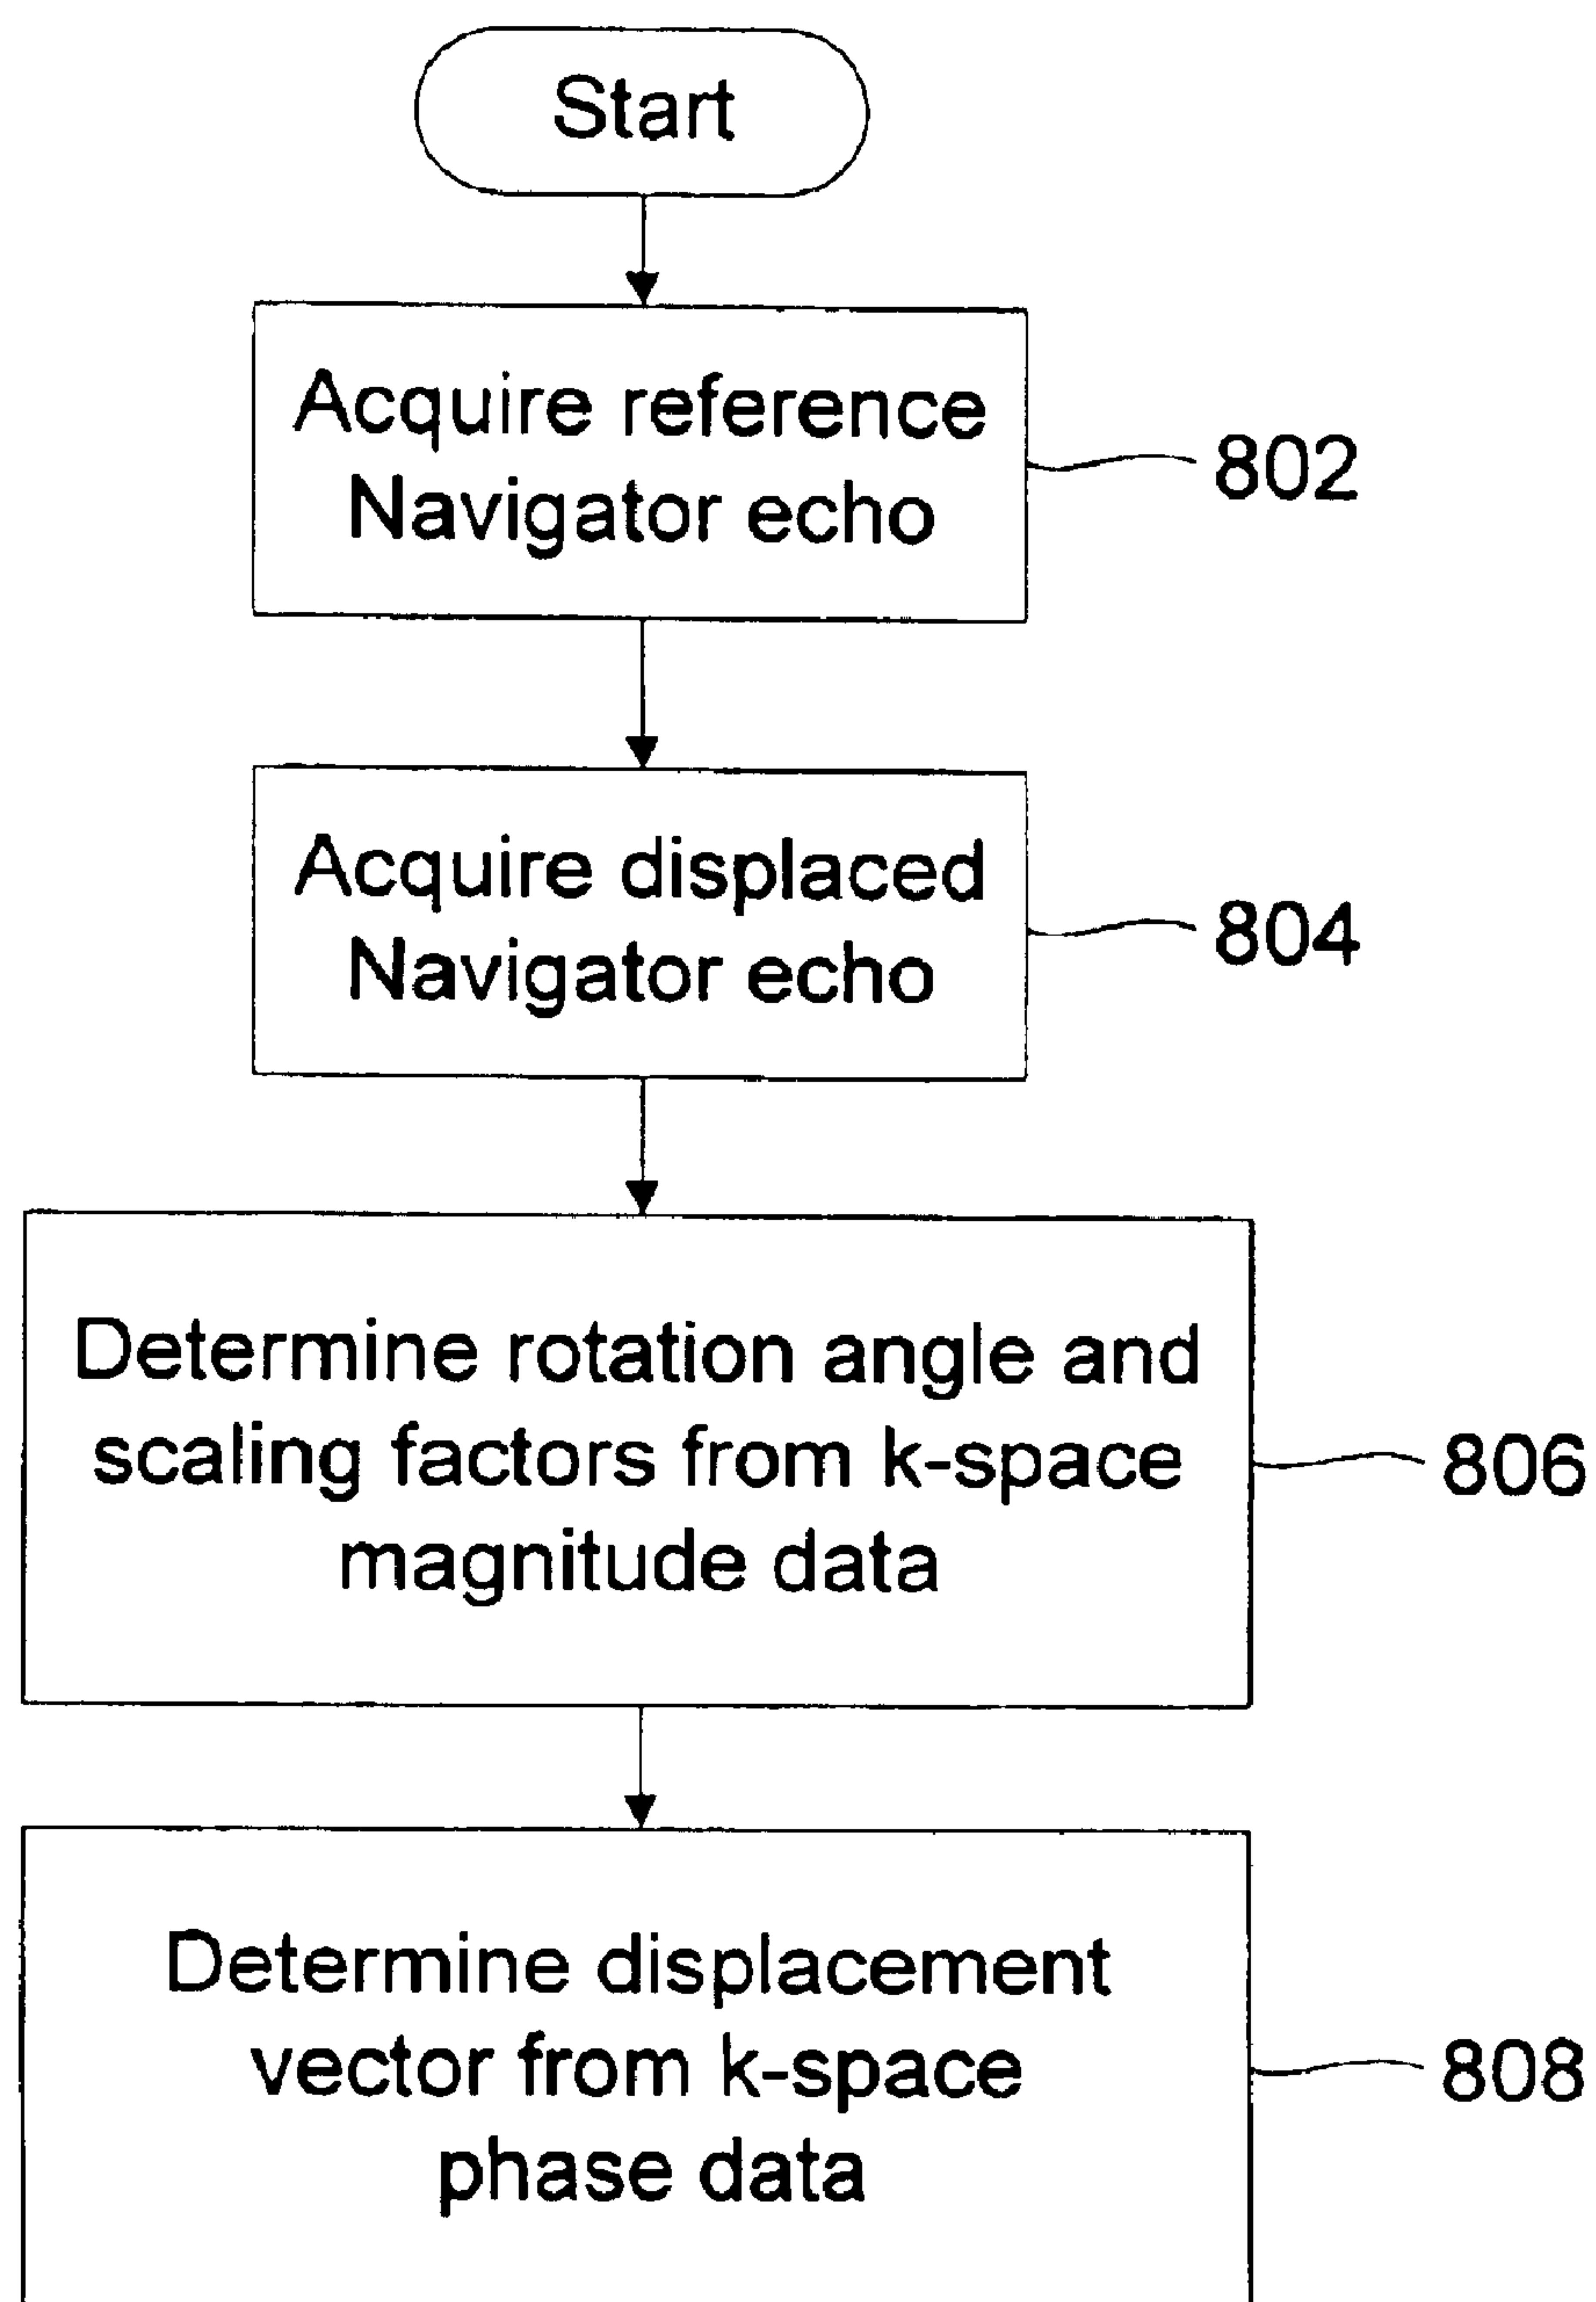 Start
Acquire reference
Navigator echo
802
Acquire displaced
Navigator echo
804
Determine rotation angle and
scaling factors from k-space
magnitude data
806
Determine displacement
vector from k-space
phase data
808